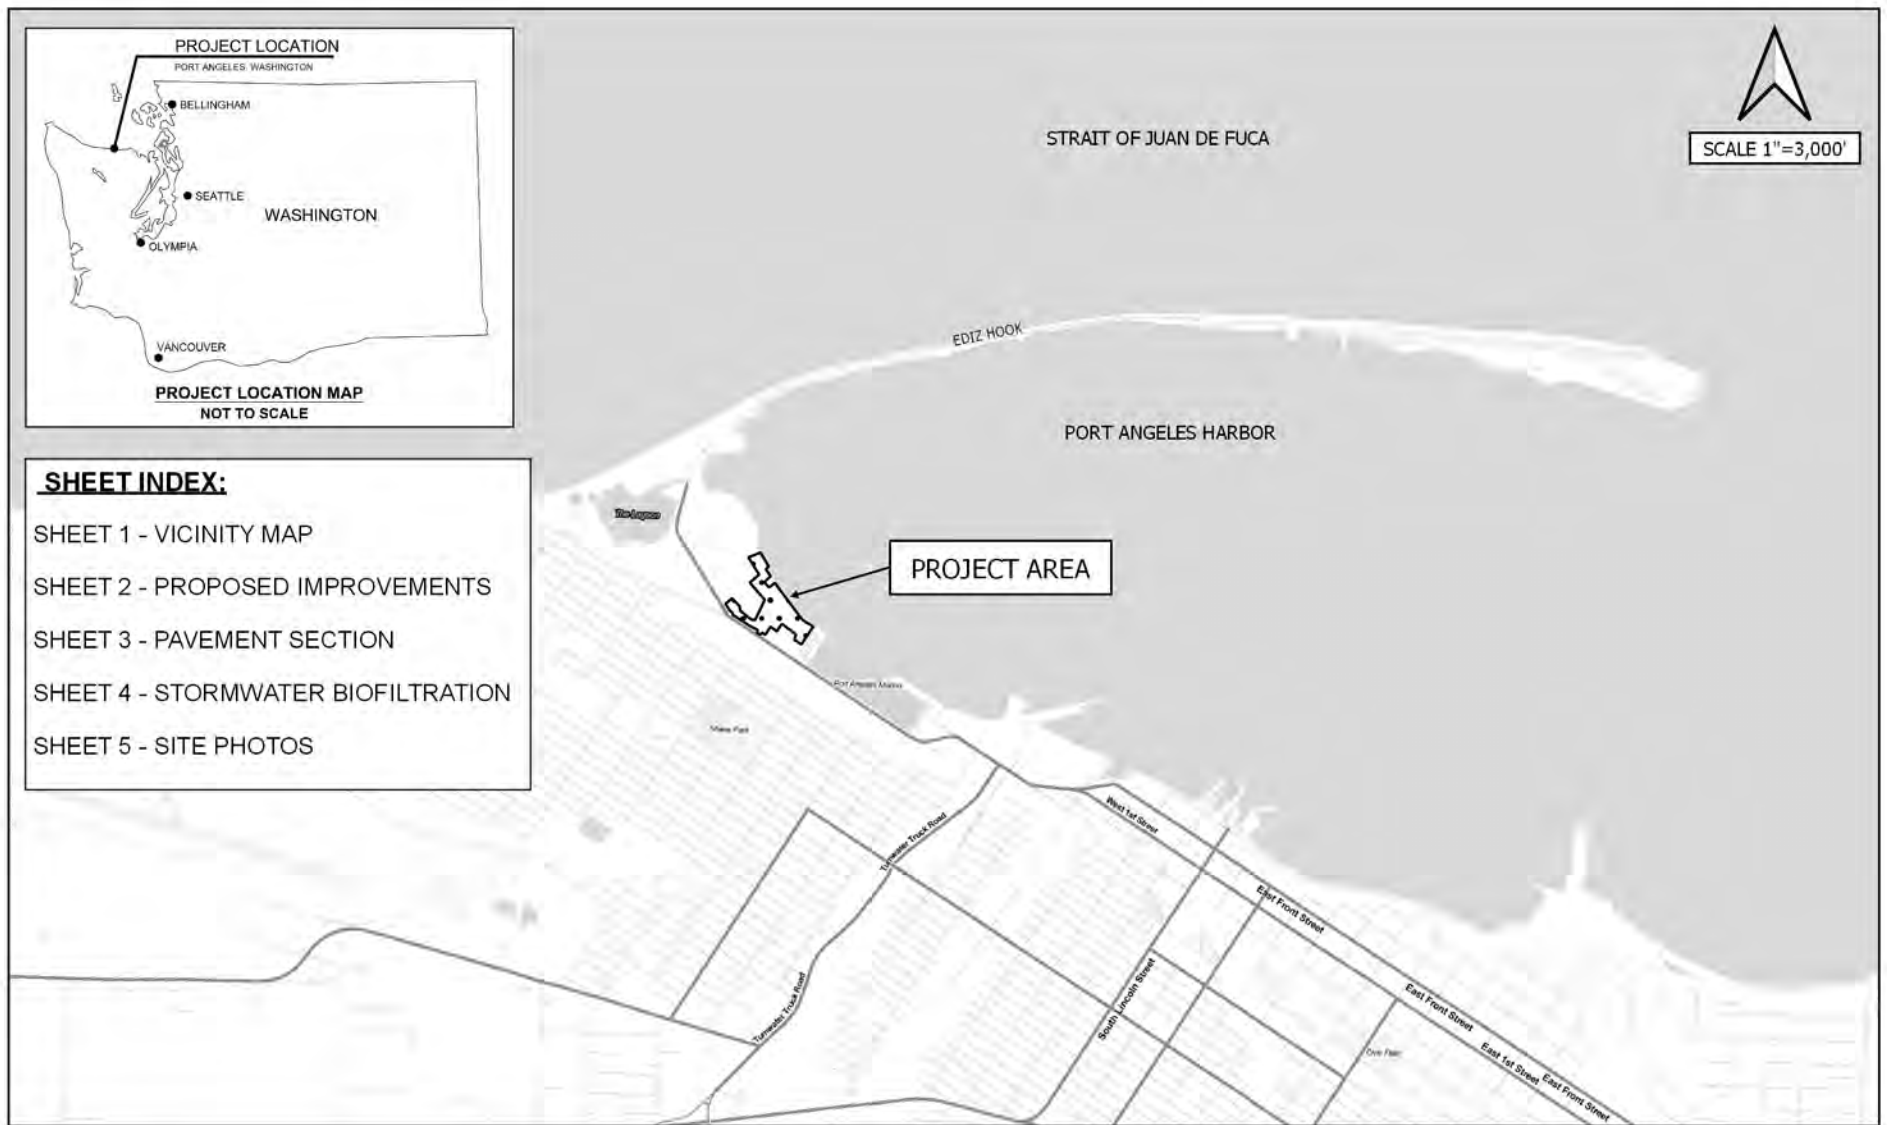 PROJECT LOCATION
PORT ANGELES, WASHINGTON
BELLINGHAM
SEATTLE
WASHINGTON
OLYMPIA
VANCOUVER
PROJECT LOCATION MAP
NOT TO SCALE
SHEET INDEX:
SHEET 1 - VICINITY MAP
SHEET 2 - PROPOSED IMPROVEMENTS
SHEET 3 - PAVEMENT SECTION
SHEET 4 - STORMWATER BIOFILTRATION
SHEET 5 - SITE PHOTOS
STRAIT OF JUAN DE FUCA
SCALE 1"=3,000'
EDIZ HOOK
PORT ANGELES HARBOR
The Lagoon
PROJECT AREA
Port Angeles Marina
Park
West 1st Street
Tumwater Truck Road
East Front Street
Tumwater Truck Road
South Lincoln Street
East Front Street
East 1st Street
East Front Street